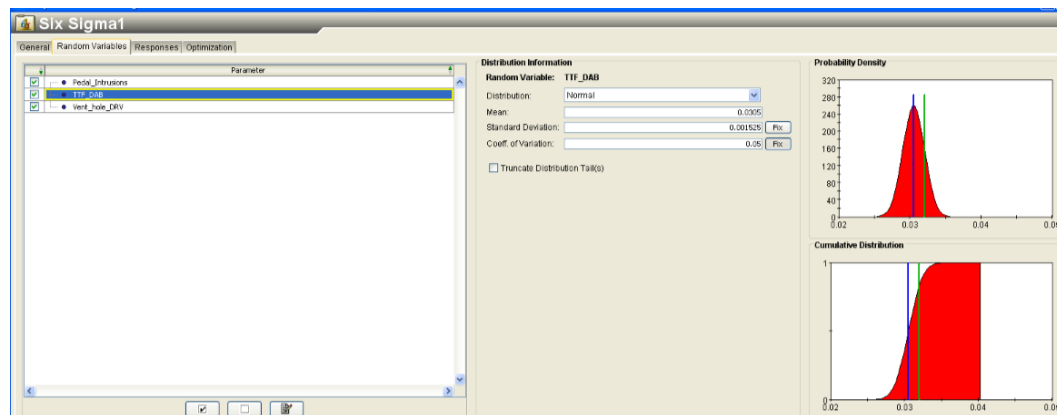 Six Sigma1
General Random Variables Responses Optimization
Parameter
Pedal_Intrusions
TTF_DAB
Vent_hole_DRV
Distribution Information
Random Variable: TTF_DAB
Distribution: Normal
Mean: 0.0305
Standard Deviation: 0.001525 Fix
Coeff. of Variation: 0.05 Fix
Truncate Distribution Tail(s)
Probability Density
320
280
240
200
160
120
80
40
0
0.02 0.03 0.04
Cumulative Distribution
1
0
0.02 0.03 0.04